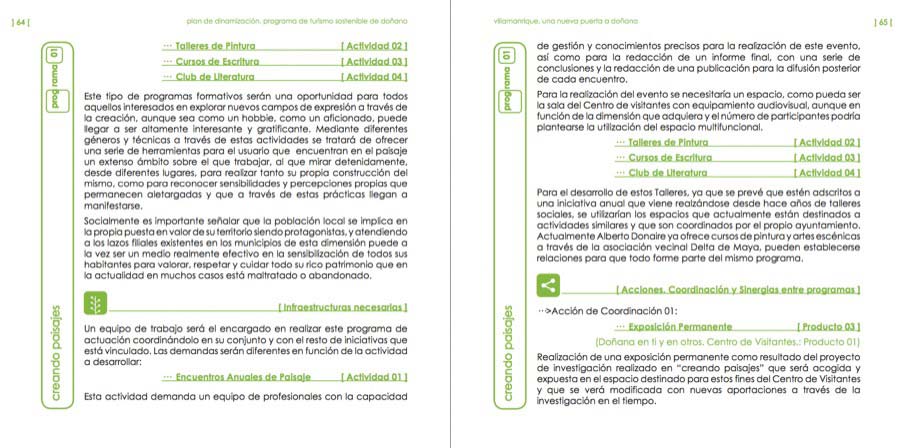 ] 64 [
plan de dinamización. programa de turismo sostenible de doñana
programa 01
creando paisajes
··· Talleres de Pintura [ Actividad 02 ]
··· Cursos de Escritura [ Actividad 03 ]
··· Club de Literatura [ Actividad 04 ]
Este tipo de programas formativos serán una oportunidad para todos
aquellos interesados en explorar nuevos campos de expresión a través de
la creación, aunque sea como un hobbie, como un aficionado, puede
llegar a ser altamente interesante y gratificante. Mediante diferentes
géneros y técnicas a través de estas actividades se tratará de ofrecer
una serie de herramientas para el usuario que encuentran en el paisaje
un extenso ámbito sobre el que trabajar, al que mirar detenidamente,
desde diferentes lugares, para realizar tanto su propia construcción del
mismo, como para reconocer sensibilidades y percepciones propias que
permanecen aletargadas y que a través de estas prácticas llegan a
manifestarse.
Socialmente es importante señalar que la población local se implica en
la propia puesta en valor de su territorio siendo protagonistas, y atendiendo
a los lazos filiales existentes en los municipios de esta dimensión puede a
la vez ser un medio realmente efectivo en la sensibilización de todos sus
habitantes para valorar, respetar y cuidar todo su rico patrimonio que en
la actualidad en muchos casos está maltratado o abandonado.
[ Infraestructuras necesarias ]
Un equipo de trabajo será el encargado en realizar este programa de
actuación coordinándolo en su conjunto y con el resto de iniciativas que
está vinculado. Las demandas serán diferentes en función de la actividad
a desarrollar:
··· Encuentros Anuales de Paisaje [ Actividad 01 ]
Esta actividad demanda un equipo de profesionales con la capacidad
villamanrique, una nueva puerta a doñana
] 65 [
programa 01
creando paisajes
de gestión y conocimientos precisos para la realización de este evento,
así como para la redacción de un informe final, con una serie de
conclusiones y la redacción de una publicación para la difusión posterior
de cada encuentro.
Para la realización del evento se necesitaría un espacio, como pueda ser
la sala del Centro de visitantes con equipamiento audiovisual, aunque en
función de la dimensión que adquiera y el número de participantes podría
plantearse la utilización del espacio multifuncional.
··· Talleres de Pintura [ Actividad 02 ]
··· Cursos de Escritura [ Actividad 03 ]
··· Club de Literatura [ Actividad 04 ]
Para el desarrollo de estos Talleres, ya que se prevé que estén adscritos a
una iniciativa anual que viene realzándose desde hace años de talleres
sociales, se utilizarían los espacios que actualmente están destinados a
actividades similares y que son coordinados por el propio ayuntamiento.
Actualmente Alberto Donaire ya ofrece cursos de pintura y artes escénicas
a través de la asociación vecinal Delta de Maya, pueden establecerse
relaciones para que todo forme parte del mismo programa.
[ Acciones. Coordinación y Sinergias entre programas ]
··>Acción de Coordinación 01:
··· Exposición Permanente [ Producto 03 ]
(Doñana en ti y en otros. Centro de Visitantes.: Producto 01)
Realización de una exposición permanente como resultado del proyecto
de investigación realizado en "creando paisajes" que será acogida y
expuesta en el espacio destinado para estos fines del Centro de Visitantes
y que se verá modificada con nuevas aportaciones a través de la
investigación en el tiempo.